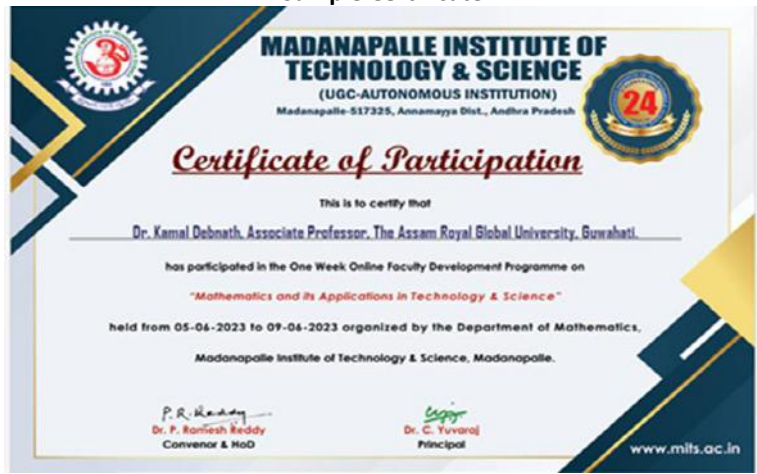 MADANAPALLE INSTITUTE OF
TECHNOLOGY & SCIENCE
(UGC-AUTONOMOUS INSTITUTION)
Madanapalle-517325, Annamayya Dist., Andhra Pradesh
24
Certificate of Participation
This is to certify that
Dr. Kamal Debnath, Associate Professor, The Assam Royal Global University, Guwahati.
has participated in the One Week Online Faculty Development Programme on
"Mathematics and its Applications in Technology & Science"
held from 05-06-2023 to 09-06-2023 organized by the Department of Mathematics,
Madanapalle Institute of Technology & Science, Madanapalle.
P.R. Reddy
Dr. P. Ramesh Reddy
Convenor & HoD
Dr. C. Yuvaraj
Principal
www.mits.ac.in